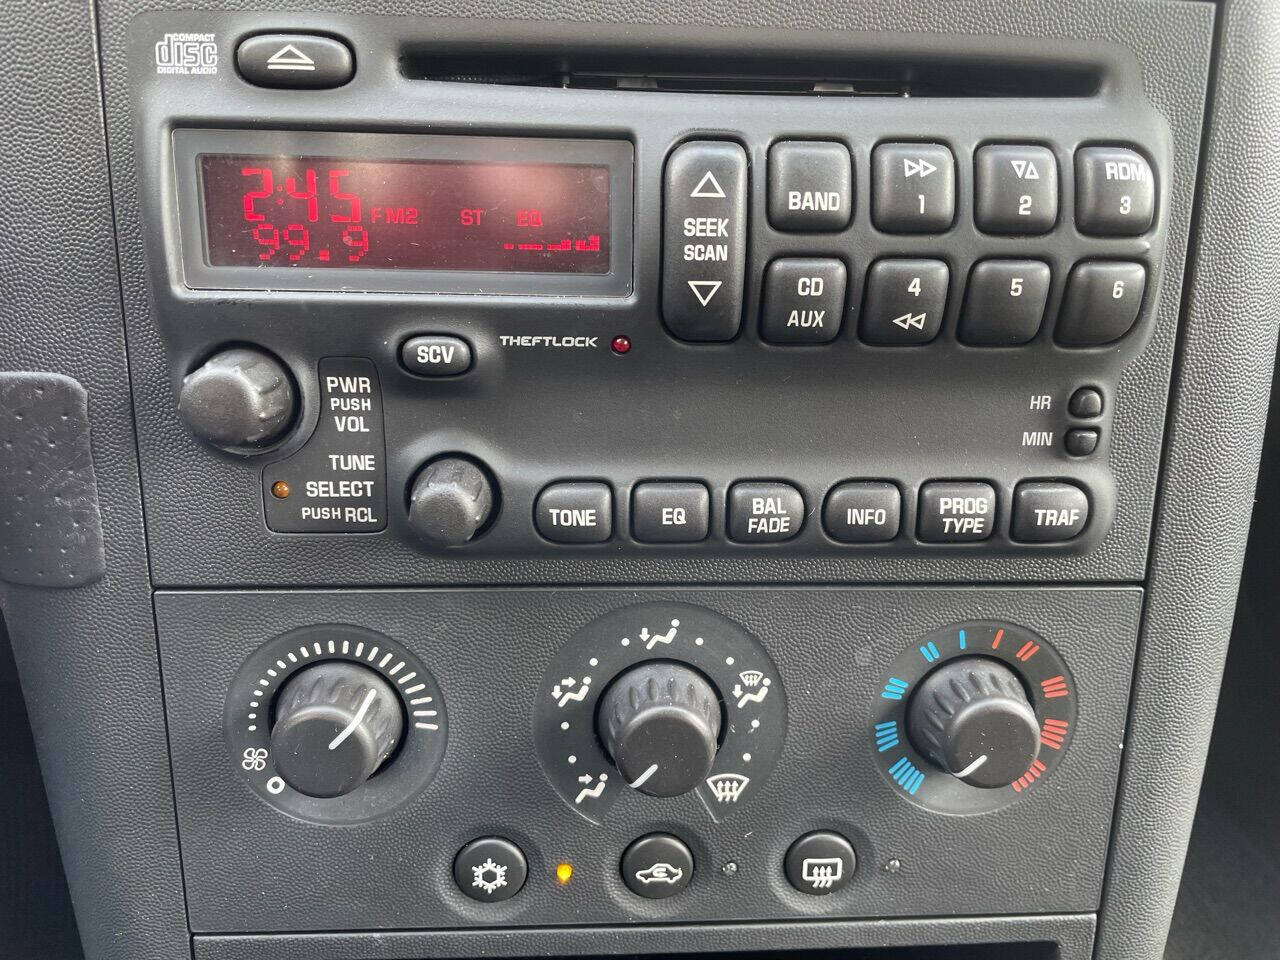 COMPACT
disc
DIGITAL AUDIO
2:45 FM2 ST EQ
99.9
SEEK
SCAN
BAND
1
2
RDM
3
CD
AUX
4
5
6
SCV
THEFTLOCK
PWR
PUSH
VOL
TUNE
SELECT
PUSH RCL
HR
MIN
TONE
EQ
BAL
FADE
INFO
PROG
TYPE
TRAF